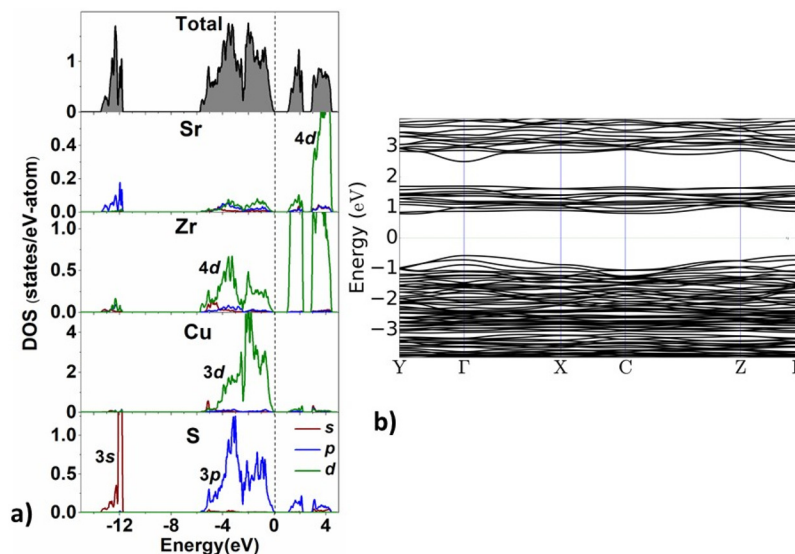 Total
1
0
Sr
4d
0.4
0.2
0.0
Zr
4d
1.0
0.5
0.0
Cu
3d
4
2
0
S
3s
3p
s
p
d
1.0
0.5
0.0
-12
-8
-4
0
4
Energy(eV)
DOS (states/eV-atom)
a)
3
2
1
0
−1
−2
−3
Energy (eV)
Y
Γ
X
C
Z
b)